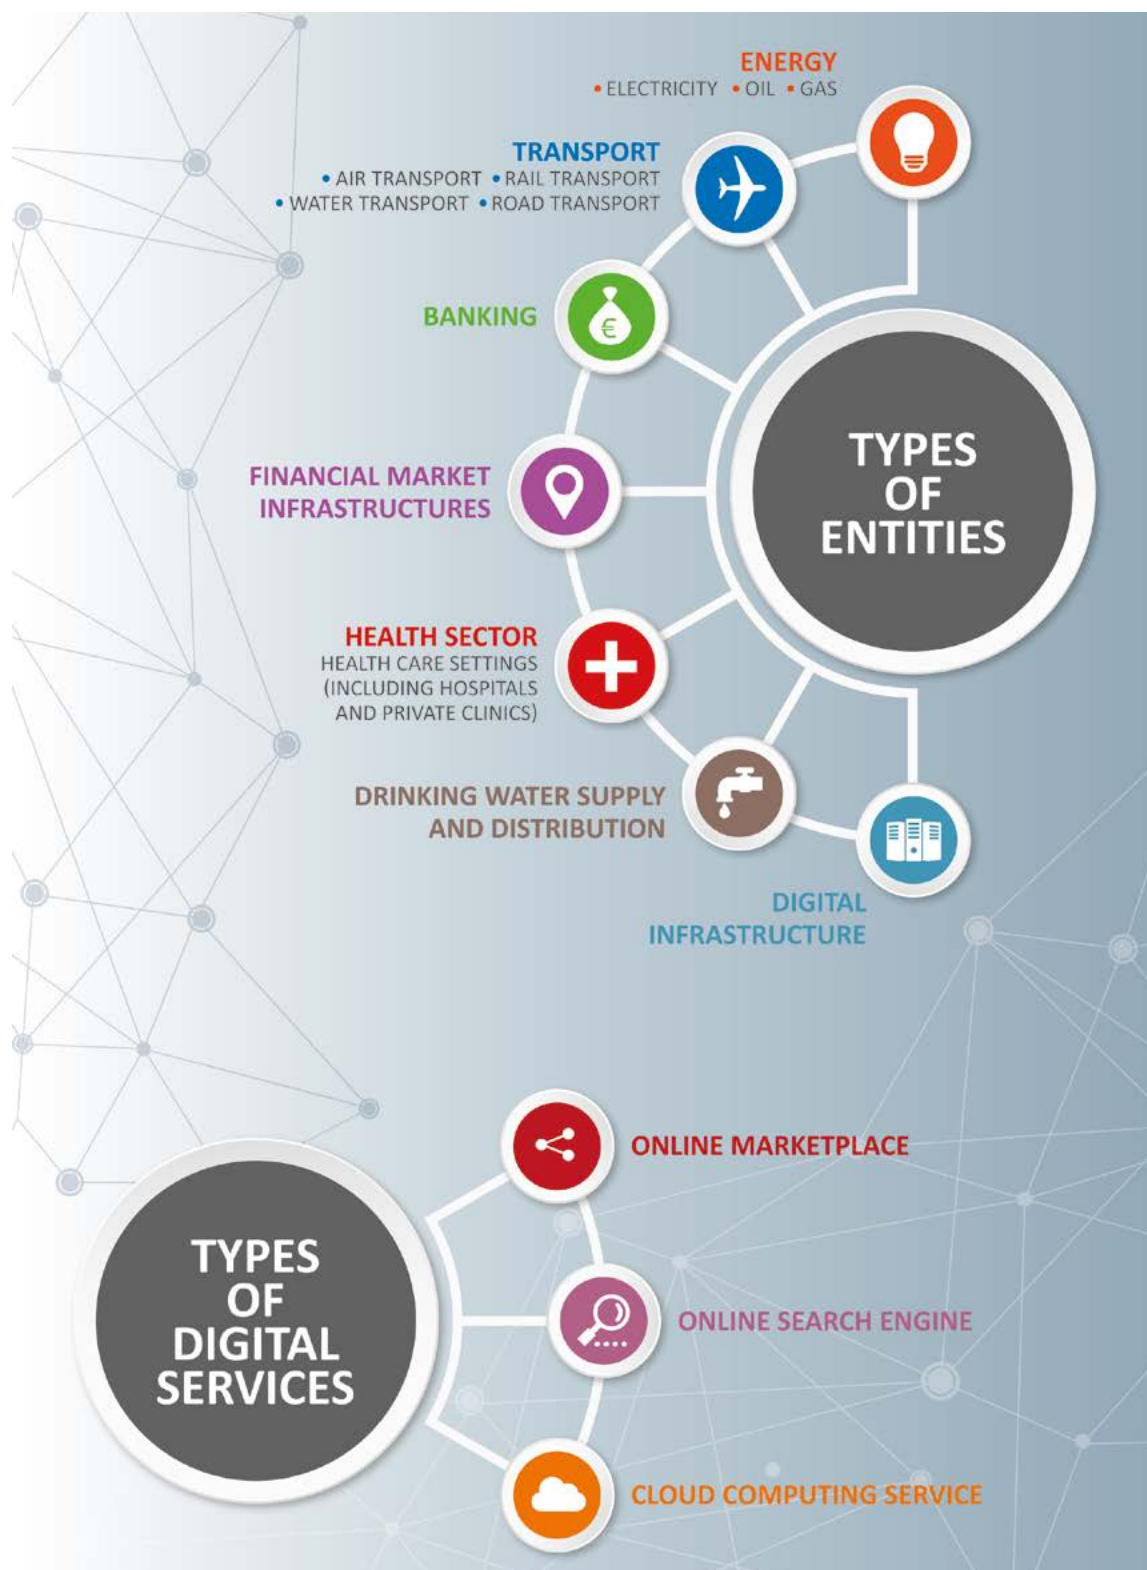 ENERGY
• ELECTRICITY • OIL • GAS
TRANSPORT
• AIR TRANSPORT • RAIL TRANSPORT
• WATER TRANSPORT • ROAD TRANSPORT
BANKING
€
FINANCIAL MARKET
INFRASTRUCTURES
TYPES
OF
ENTITIES
HEALTH SECTOR
HEALTH CARE SETTINGS
(INCLUDING HOSPITALS
AND PRIVATE CLINICS)
DRINKING WATER SUPPLY
AND DISTRIBUTION
DIGITAL
INFRASTRUCTURE
ONLINE MARKETPLACE
TYPES
OF
DIGITAL
SERVICES
ONLINE SEARCH ENGINE
CLOUD COMPUTING SERVICE